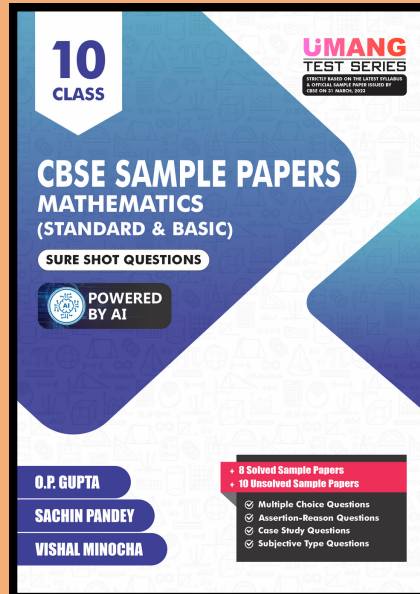 10
CLASS
UMANG
TEST SERIES
STRICTLY BASED ON THE LATEST SYLLABUS
& OFFICIAL SAMPLE PAPER ISSUED BY
CBSE ON 31 MARCH, 2023
CBSE SAMPLE PAPERS
MATHEMATICS
(STANDARD & BASIC)
SURE SHOT QUESTIONS
AI
POWERED
BY AI
O.P. GUPTA
SACHIN PANDEY
VISHAL MINOCHA
+ 8 Solved Sample Papers
+ 10 Unsolved Sample Papers
Multiple Choice Questions
Assertion-Reason Questions
Case Study Questions
Subjective Type Questions